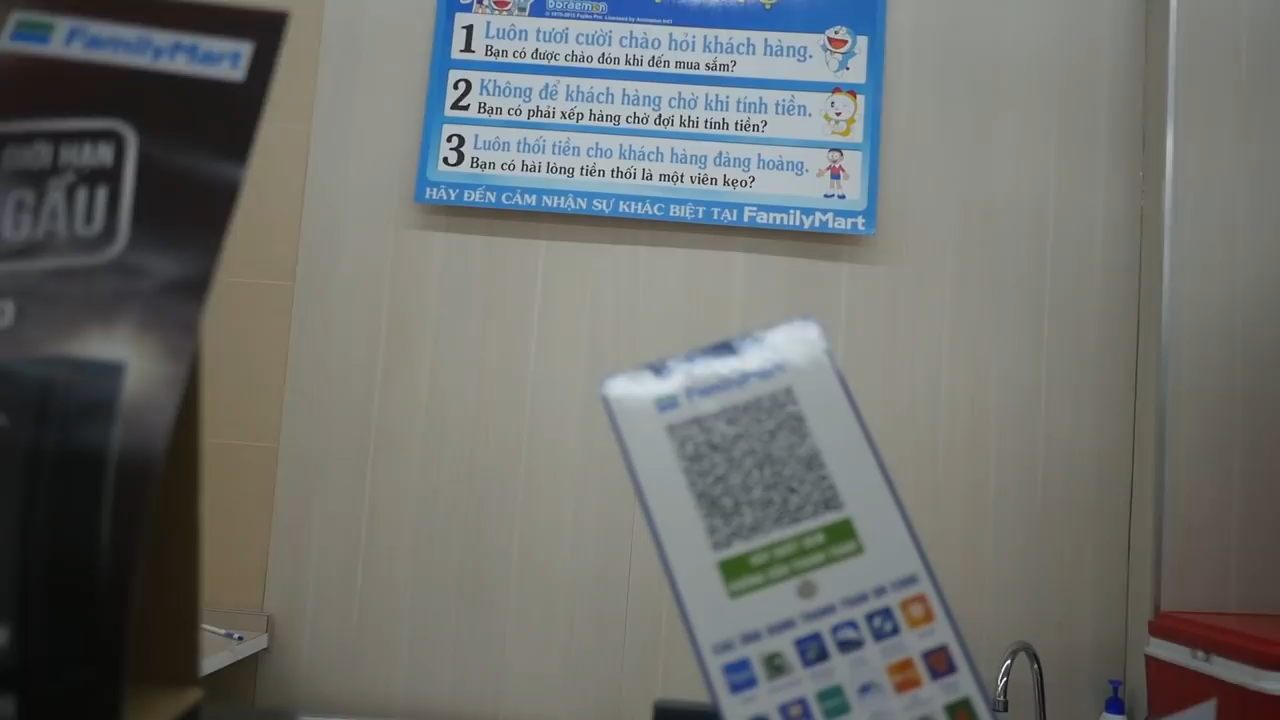 FamilyMart
GIỚI HẠN
GẤU
Doraemon
1 Luôn tươi cười chào hỏi khách hàng.
Bạn có được chào đón khi đến mua sắm?
2 Không để khách hàng chờ khi tính tiền.
Bạn có phải xếp hàng chờ đợi khi tính tiền?
3 Luôn thối tiền cho khách hàng đàng hoàng.
Bạn có hài lòng tiền thối là một viên kẹo?
HÃY ĐẾN CẢM NHẬN SỰ KHÁC BIỆT TẠI FamilyMart
FamilyMart